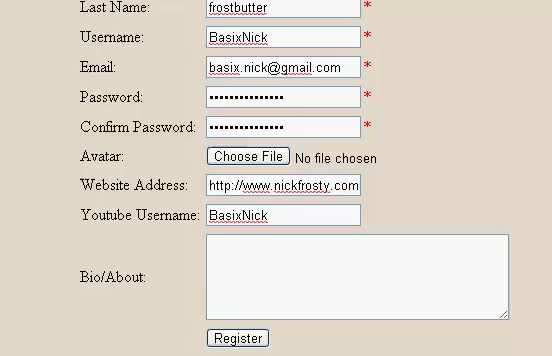 Last Name: frostbutter *
Username: BasixNick *
Email: basix.nick@gmail.com *
Password: •••••••••••••• *
Confirm Password: •••••••••••••• *
Avatar: Choose File No file chosen
Website Address: http://www.nickfrosty.com
Youtube Username: BasixNick
Bio/About:
Register